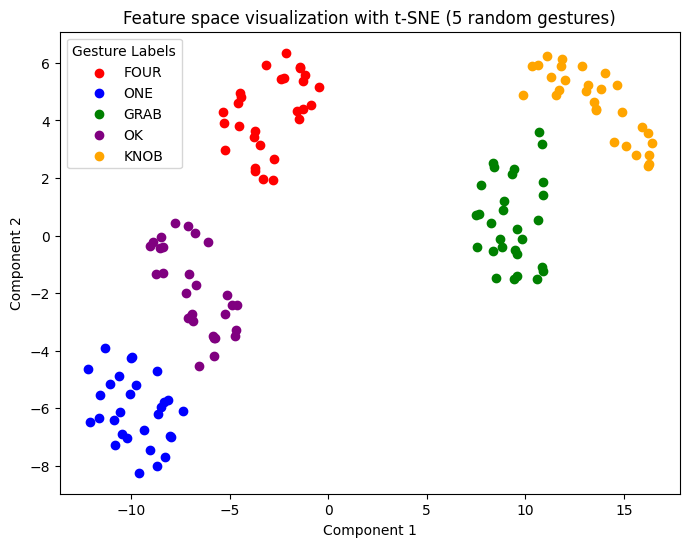 Feature space visualization with t-SNE (5 random gestures)
Gesture Labels
FOUR
ONE
GRAB
OK
KNOB
6
4
2
0
−2
−4
−6
−8
Component 2
−10
−5
0
5
10
15
Component 1